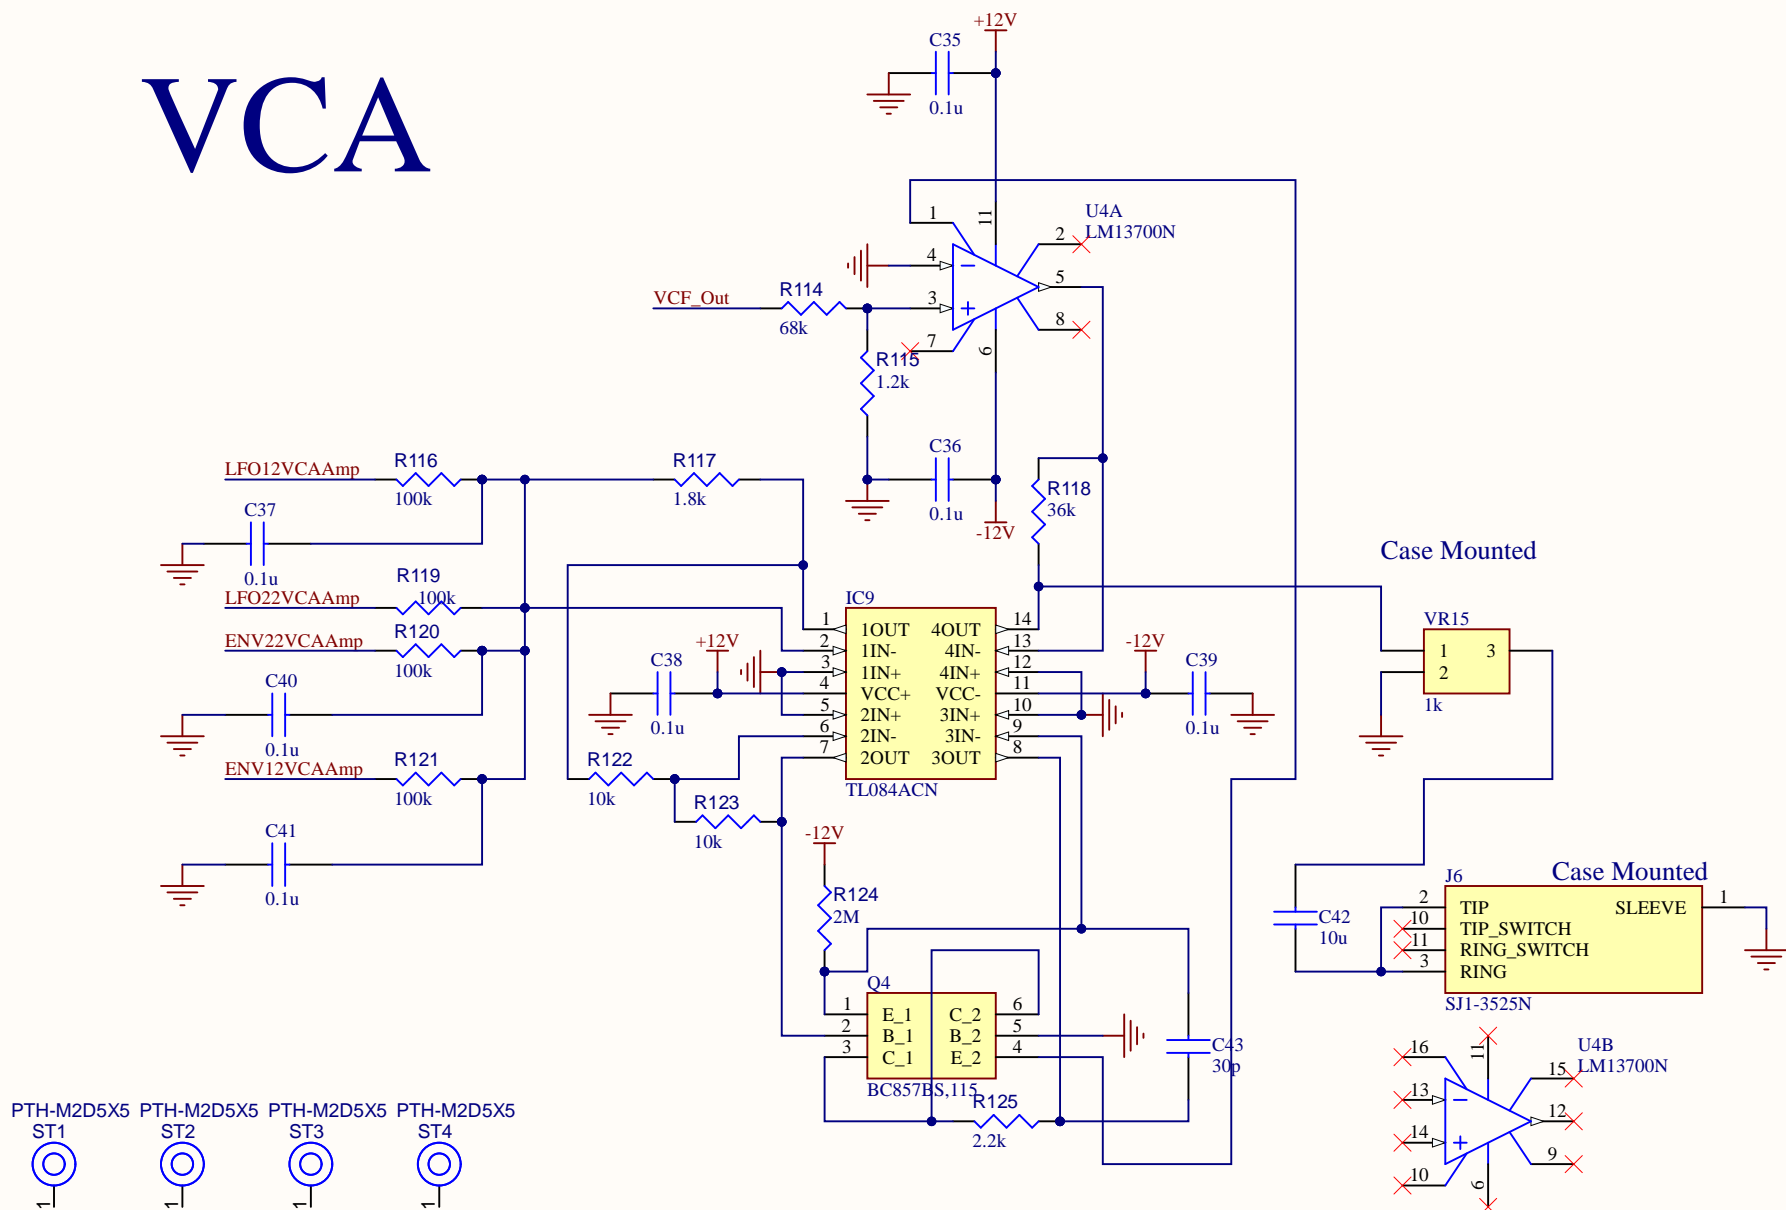 VCA
+12V
C35
0.1u
1
11
U4A
LM13700N
2
4
5
VCF_Out
R114
68k
3
8
7
6
R115
1.2k
C36
0.1u
-12V
LFO12VCAAmp
R116
100k
R117
1.8k
R118
36k
C37
0.1u
Case Mounted
LFO22VCAAmp
R119
100k
ENV22VCAAmp
R120
100k
C40
0.1u
ENV12VCAAmp
R121
100k
C41
0.1u
IC9
1 1OUT 4OUT 14
2 1IN- 4IN- 13
3 1IN+ 4IN+ 12
4 VCC+ VCC- 11
5 2IN+ 3IN+ 10
6 2IN- 3IN- 9
7 2OUT 3OUT 8
TL084ACN
+12V
C38
0.1u
-12V
C39
0.1u
VR15
1 3
2
1k
R122
10k
R123
10k
-12V
R124
2M
Q4
1 E_1 C_2 6
2 B_1 B_2 5
3 C_1 E_2 4
BC857BS,115
R125
2.2k
C43
30p
C42
10u
Case Mounted
J6
2 TIP SLEEVE 1
10 TIP_SWITCH
11 RING_SWITCH
3 RING
SJ1-3525N
U4B
LM13700N
16
11
15
13
12
14
9
10
6
PTH-M2D5X5 PTH-M2D5X5 PTH-M2D5X5 PTH-M2D5X5
ST1 ST2 ST3 ST4
1 1 1 1